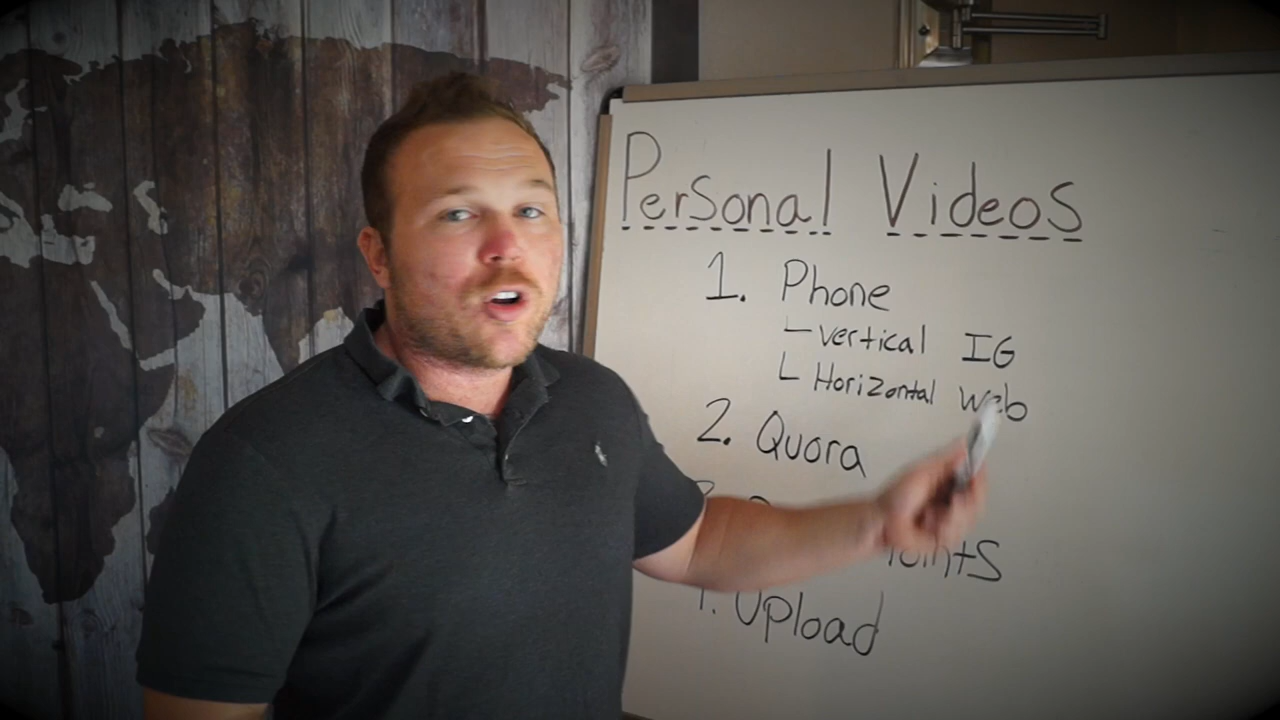 Personal Videos
1. Phone
vertical IG
Horizontal Web
2. Quora
Upload